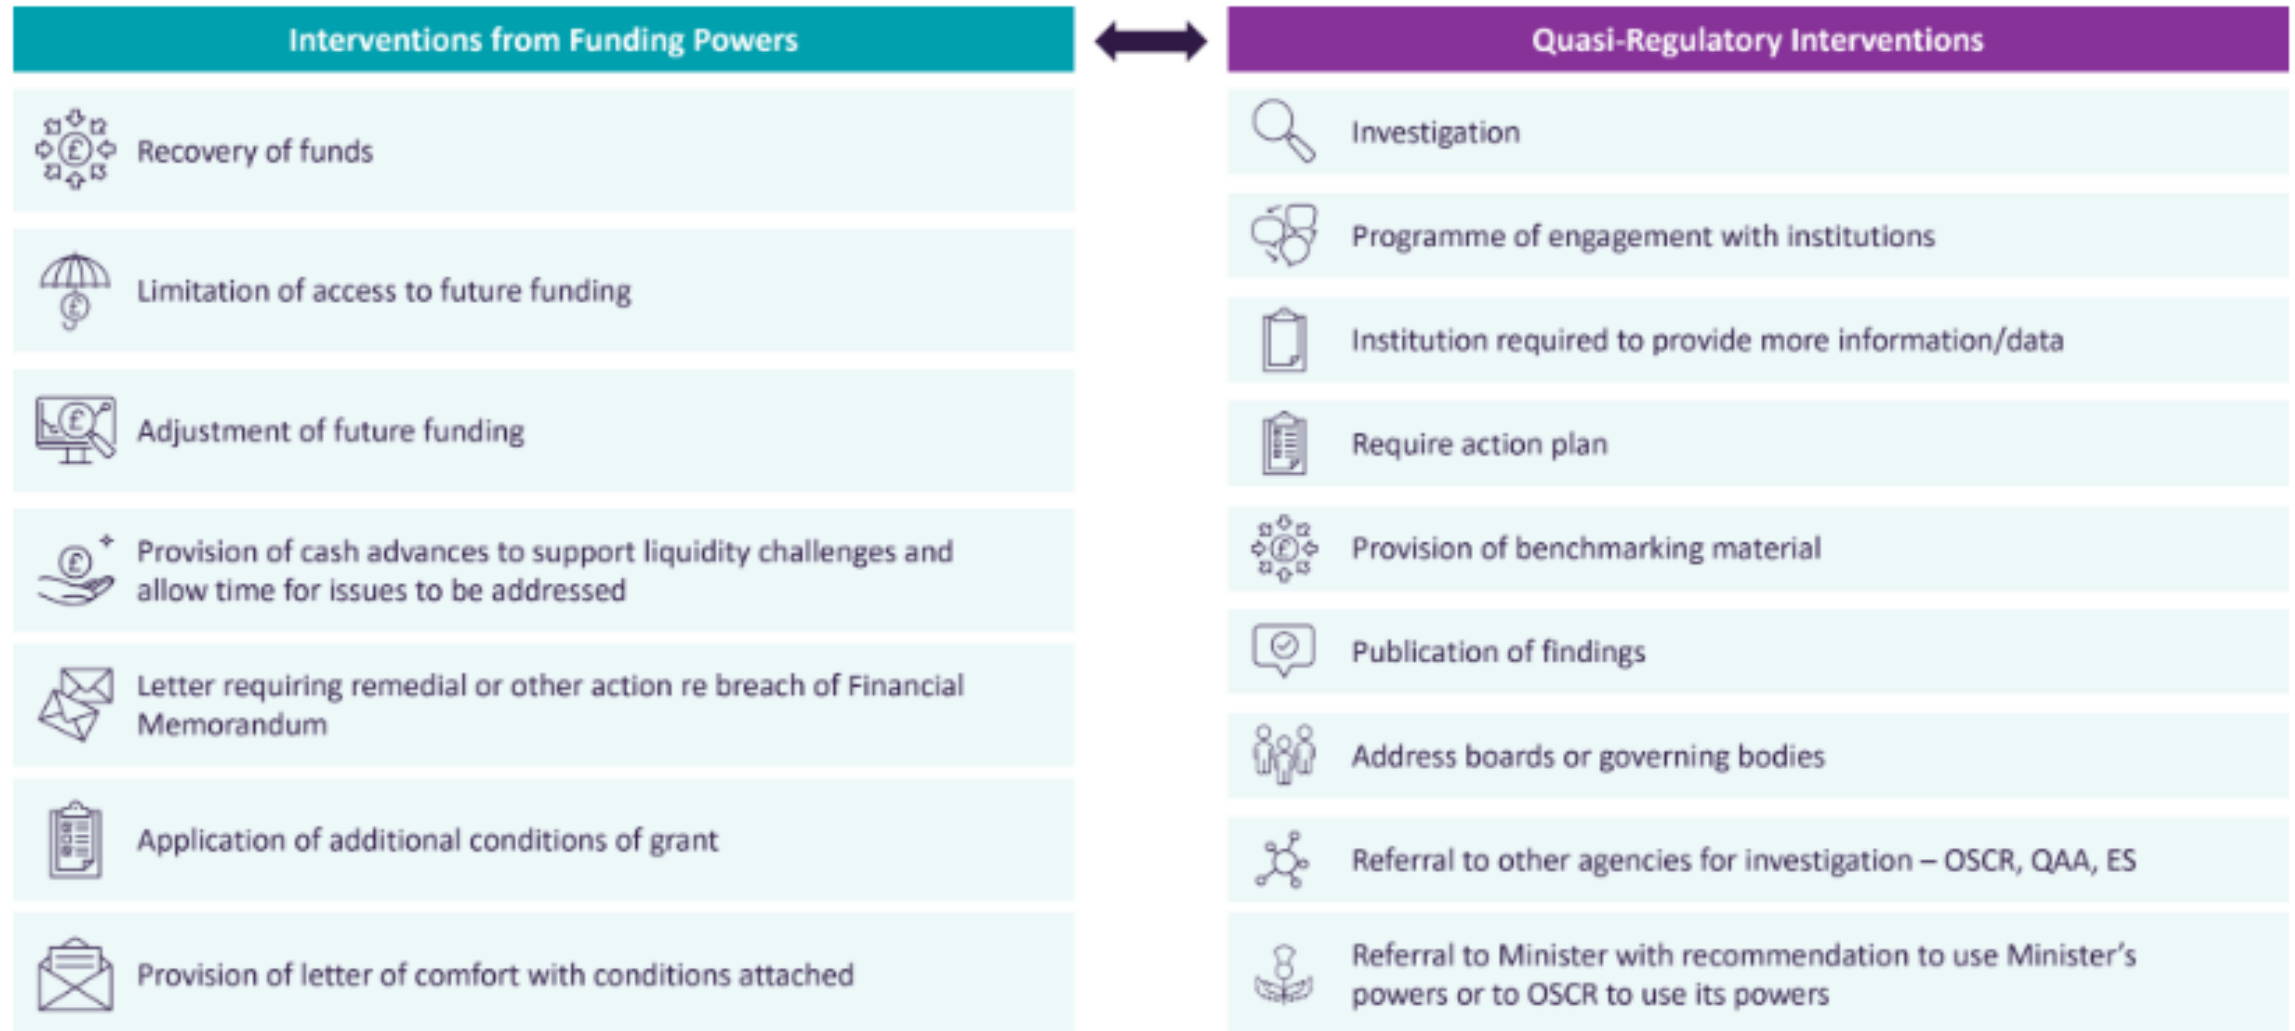 Interventions from Funding Powers
Recovery of funds
Limitation of access to future funding
Adjustment of future funding
Provision of cash advances to support liquidity challenges and
allow time for issues to be addressed
Letter requiring remedial or other action re breach of Financial
Memorandum
Application of additional conditions of grant
Provision of letter of comfort with conditions attached
Quasi-Regulatory Interventions
Investigation
Programme of engagement with institutions
Institution required to provide more information/data
Require action plan
Provision of benchmarking material
Publication of findings
Address boards or governing bodies
Referral to other agencies for investigation – OSCR, QAA, ES
Referral to Minister with recommendation to use Minister's
powers or to OSCR to use its powers